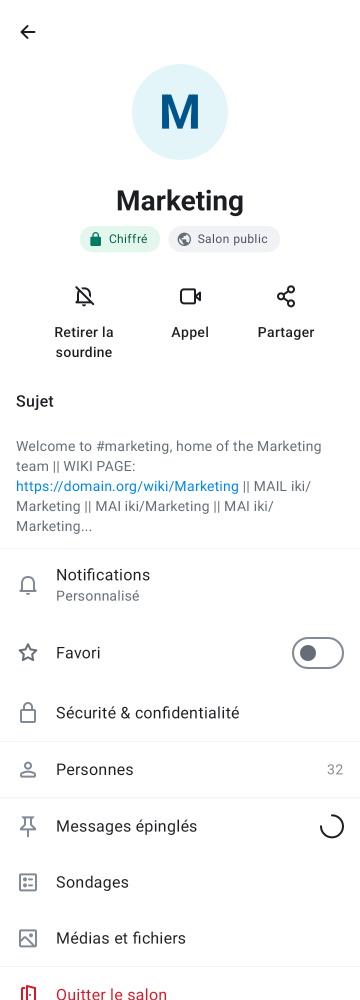 M
Marketing
Chiffré
Salon public
Retirer la
sourdine
Appel
Partager
Sujet
Welcome to #marketing, home of the Marketing
team || WIKI PAGE:
https://domain.org/wiki/Marketing || MAIL iki/
Marketing || MAI iki/Marketing || MAI iki/
Marketing...
Notifications
Personnalisé
Favori
Sécurité & confidentialité
Personnes
32
Messages épinglés
Sondages
Médias et fichiers
Quitter le salon